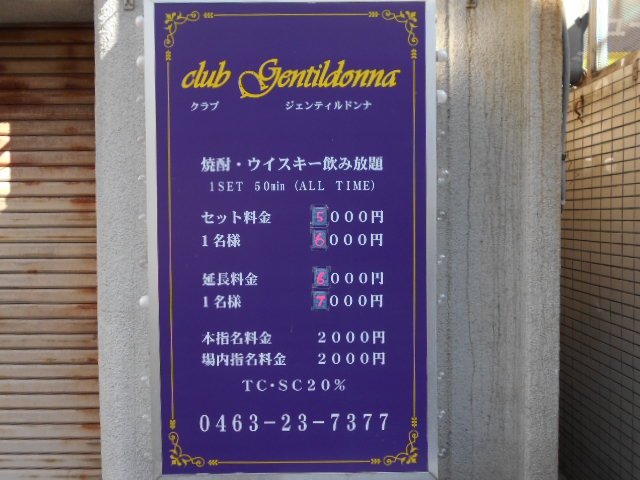 club Gentildonna
クラブ ジェンティルドンナ
焼酎・ウイスキー飲み放題
1SET 50min (ALL TIME)
セット料金 5000円
1名様 6000円
延長料金 6000円
1名様 7000円
本指名料金 2000円
場内指名料金 2000円
TC・SC20%
0463-23-7377